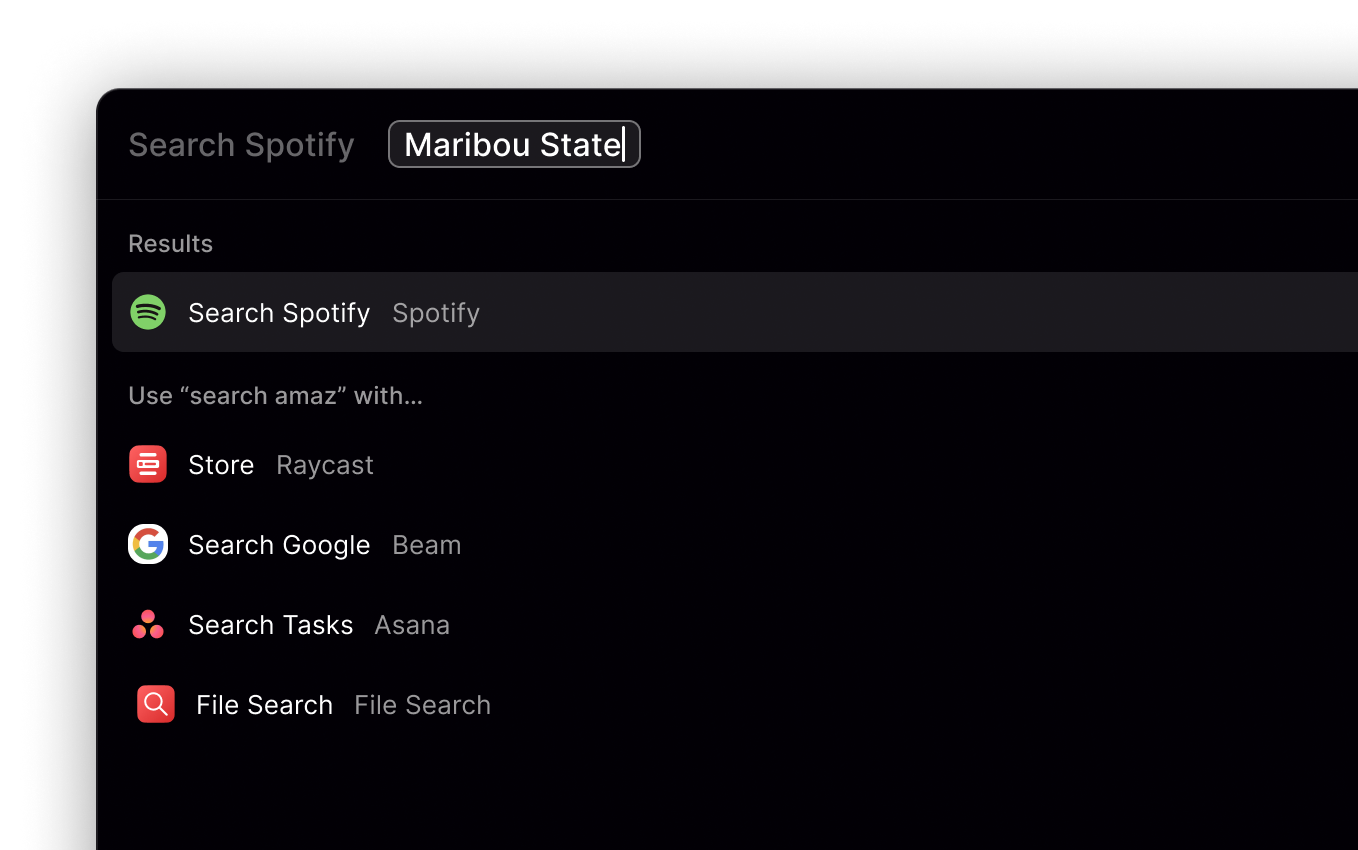 Search Spotify Maribou State
Results
Search Spotify Spotify
Use “search amaz” with...
Store Raycast
Search Google Beam
Search Tasks Asana
File Search File Search